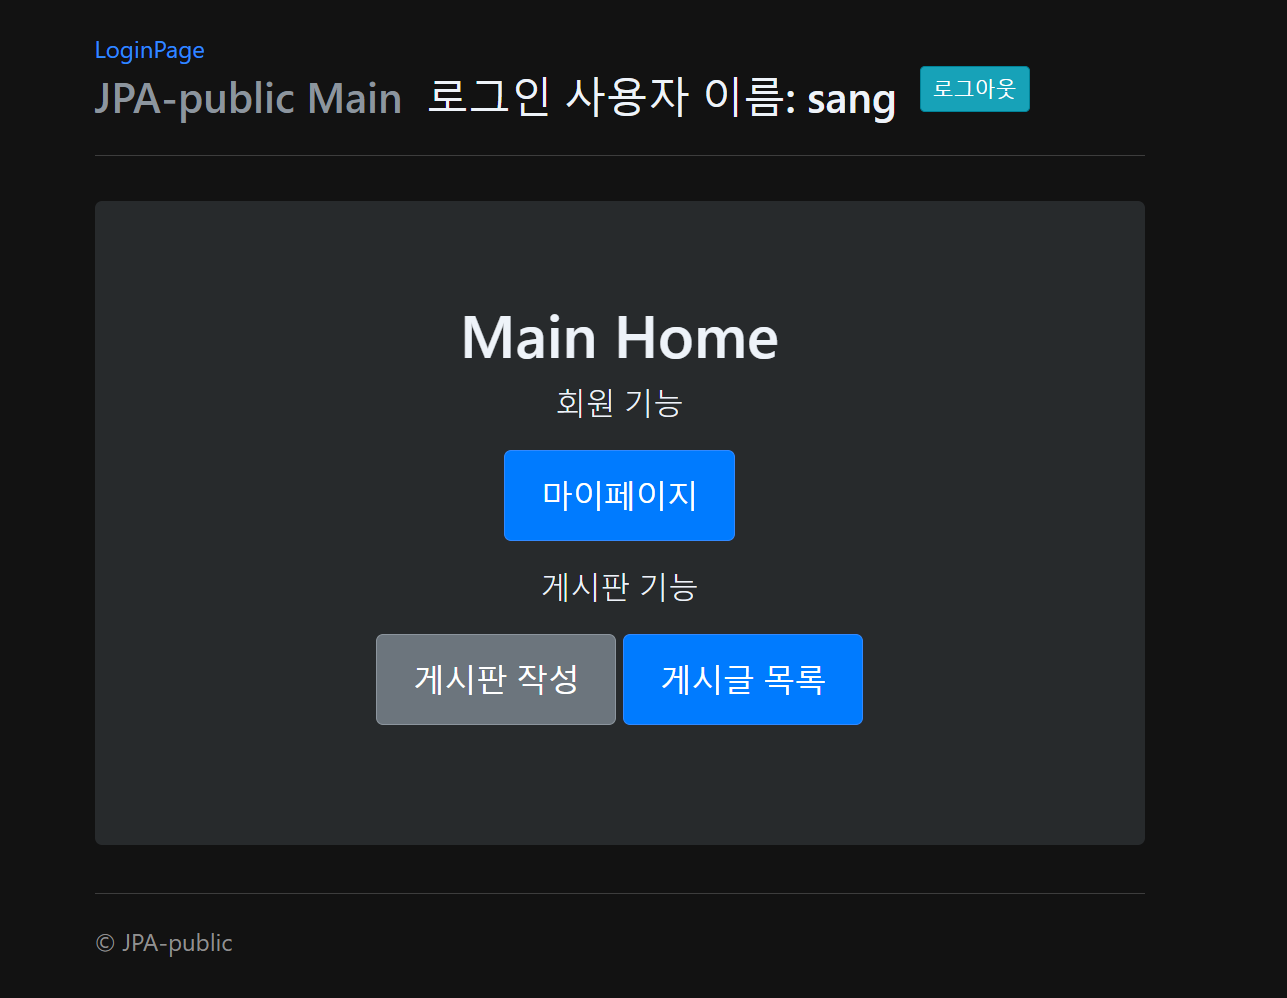 LoginPage
JPA-public Main 로그인 사용자 이름: sang 로그아웃
Main Home
회원 기능
마이페이지
게시판 기능
게시판 작성 게시글 목록
© JPA-public